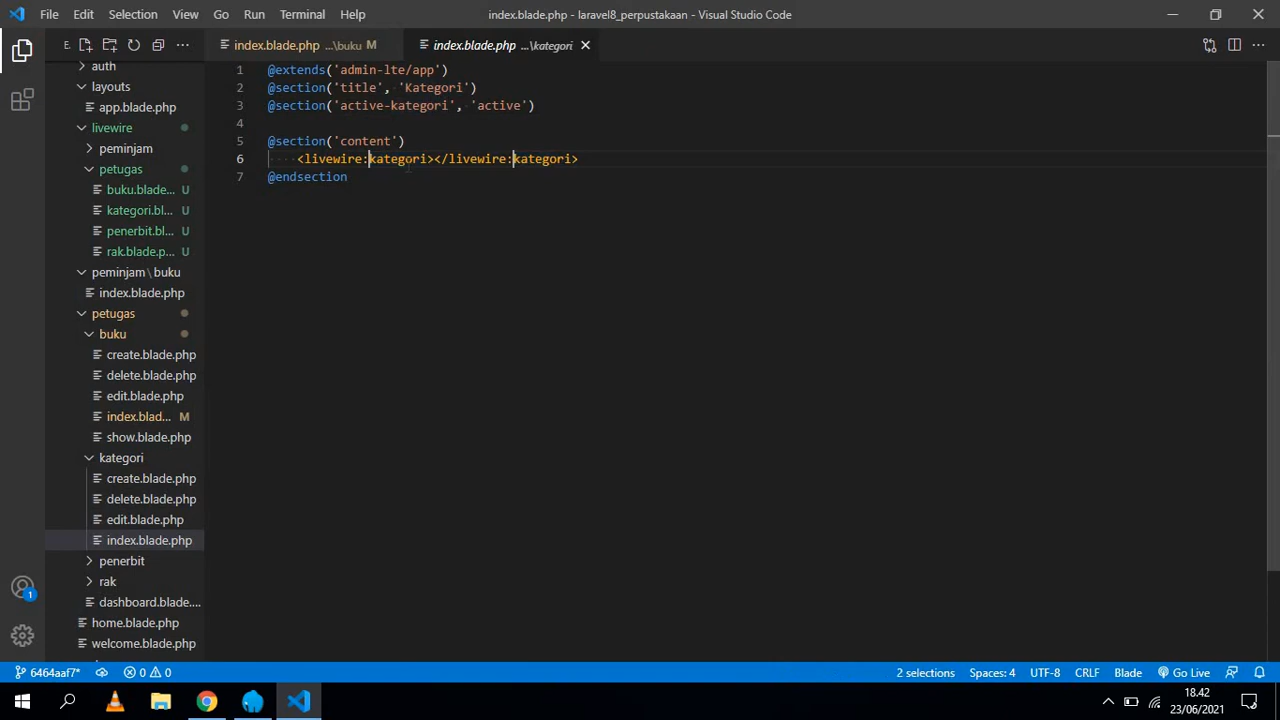 File Edit Selection View Go Run Terminal Help
index.blade.php - laravel8_perpustakaan - Visual Studio Code
E.
index.blade.php ...\buku M
index.blade.php ...\kategori
auth
layouts
app.blade.php
livewire
peminjam
petugas
buku.blade... U
kategori.bl... U
penerbit.bl... U
rak.blade.p... U
peminjam\buku
index.blade.php
petugas
buku
create.blade.php
delete.blade.php
edit.blade.php
index.blad... M
show.blade.php
kategori
create.blade.php
delete.blade.php
edit.blade.php
index.blade.php
penerbit
rak
dashboard.blade....
home.blade.php
welcome.blade.php
1 @extends('admin-lte/app')
2 @section('title', 'Kategori')
3 @section('active-kategori', 'active')
4
5 @section('content')
6 <livewire:kategori></livewire:kategori>
7 @endsection
1
6464aaf7* 0 0 2 selections Spaces: 4 UTF-8 CRLF Blade Go Live
18.42
23/06/2021